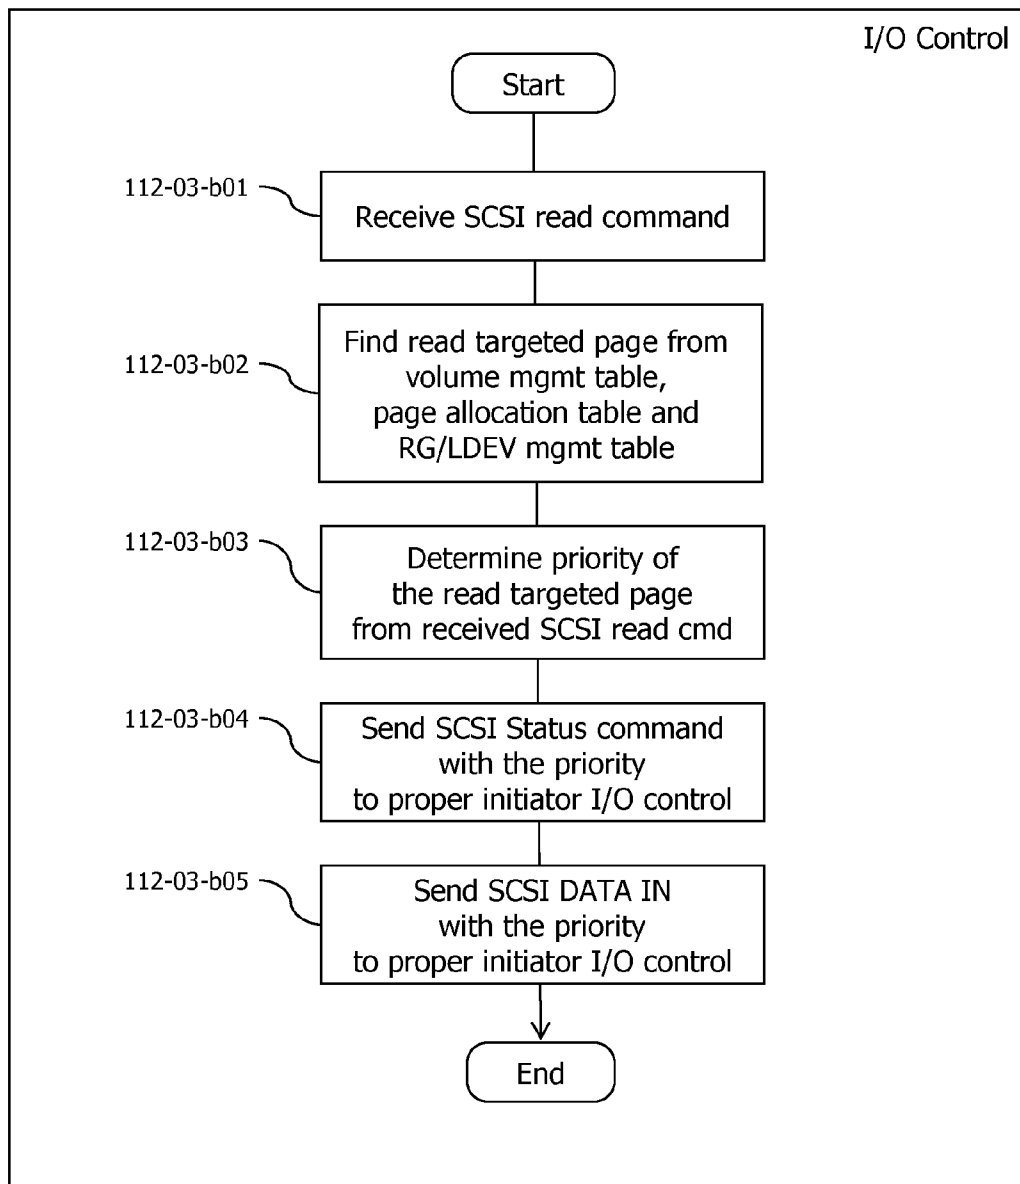 I/O Control
Start
112-03-b01
Receive SCSI read command
112-03-b02
Find read targeted page from
volume mgmt table,
page allocation table and
RG/LDEV mgmt table
112-03-b03
Determine priority of
the read targeted page
from received SCSI read cmd
112-03-b04
Send SCSI Status command
with the priority
to proper initiator I/O control
112-03-b05
Send SCSI DATA IN
with the priority
to proper initiator I/O control
End